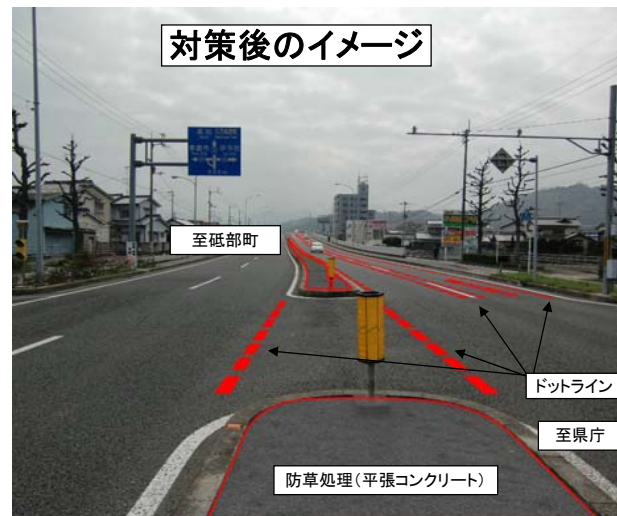 対策後のイメージ
至砥部町
ドットライン
至県庁
防草処理(平張コンクリート)